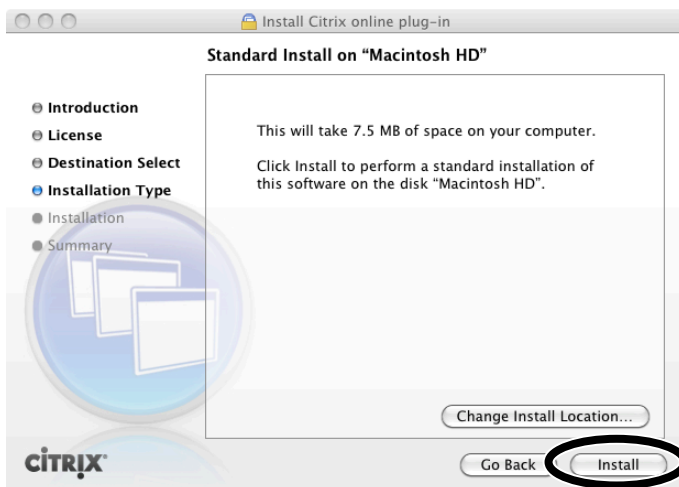 Install Citrix online plug-in
Standard Install on “Macintosh HD”
Introduction
License
Destination Select
Installation Type
Installation
Summary
This will take 7.5 MB of space on your computer.
Click Install to perform a standard installation of
this software on the disk “Macintosh HD”.
Change Install Location...
CİTRİX
Go Back
Install